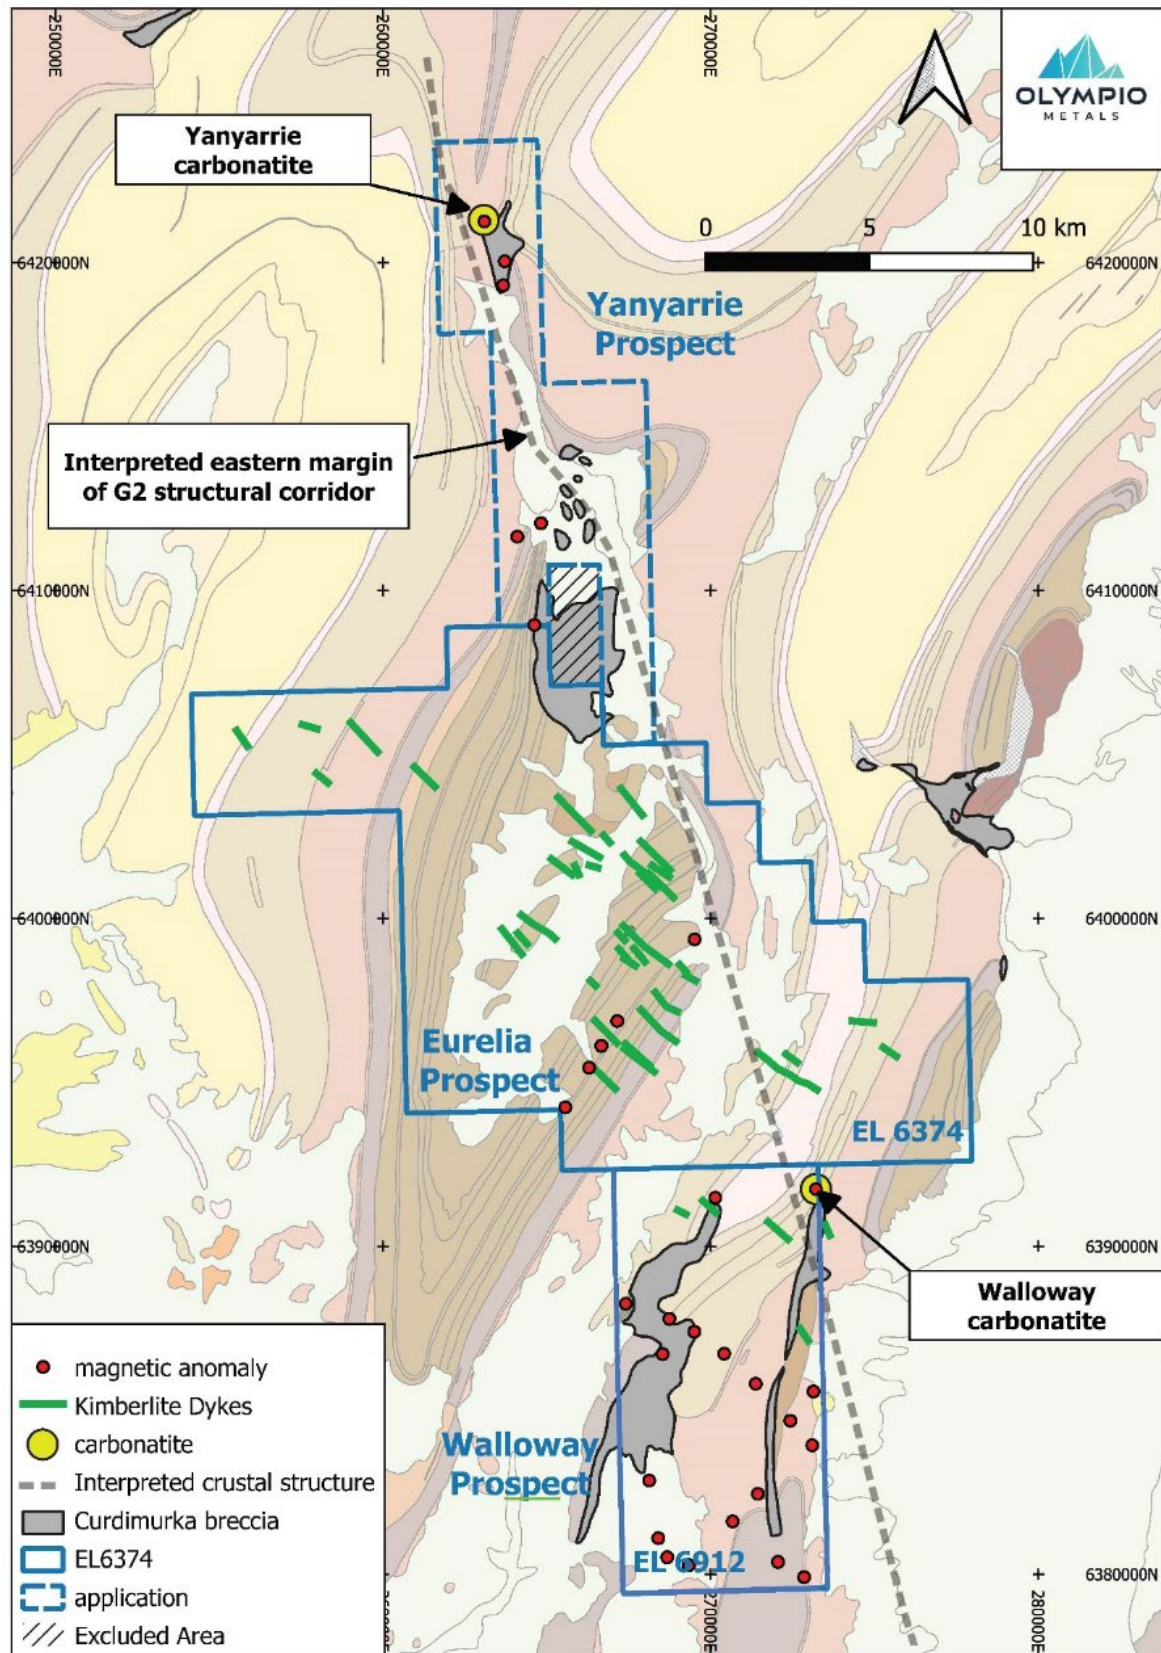 250000E
260000E
270000E
OLYMPIO
METALS
Yanyarrie
carbonatite
0 5 10 km
6420000N
6420000N
Yanyarrie
Prospect
Interpreted eastern margin
of G2 structural corridor
6410000N
6410000N
6400000N
6400000N
Eurelia
Prospect
EL 6374
6390000N
6390000N
Walloway
carbonatite
magnetic anomaly
Kimberlite Dykes
carbonatite
Interpreted crustal structure
Curdimurka breccia
EL6374
application
Excluded Area
Walloway
Prospect
EL 6912
6380000N
270000E
280000E